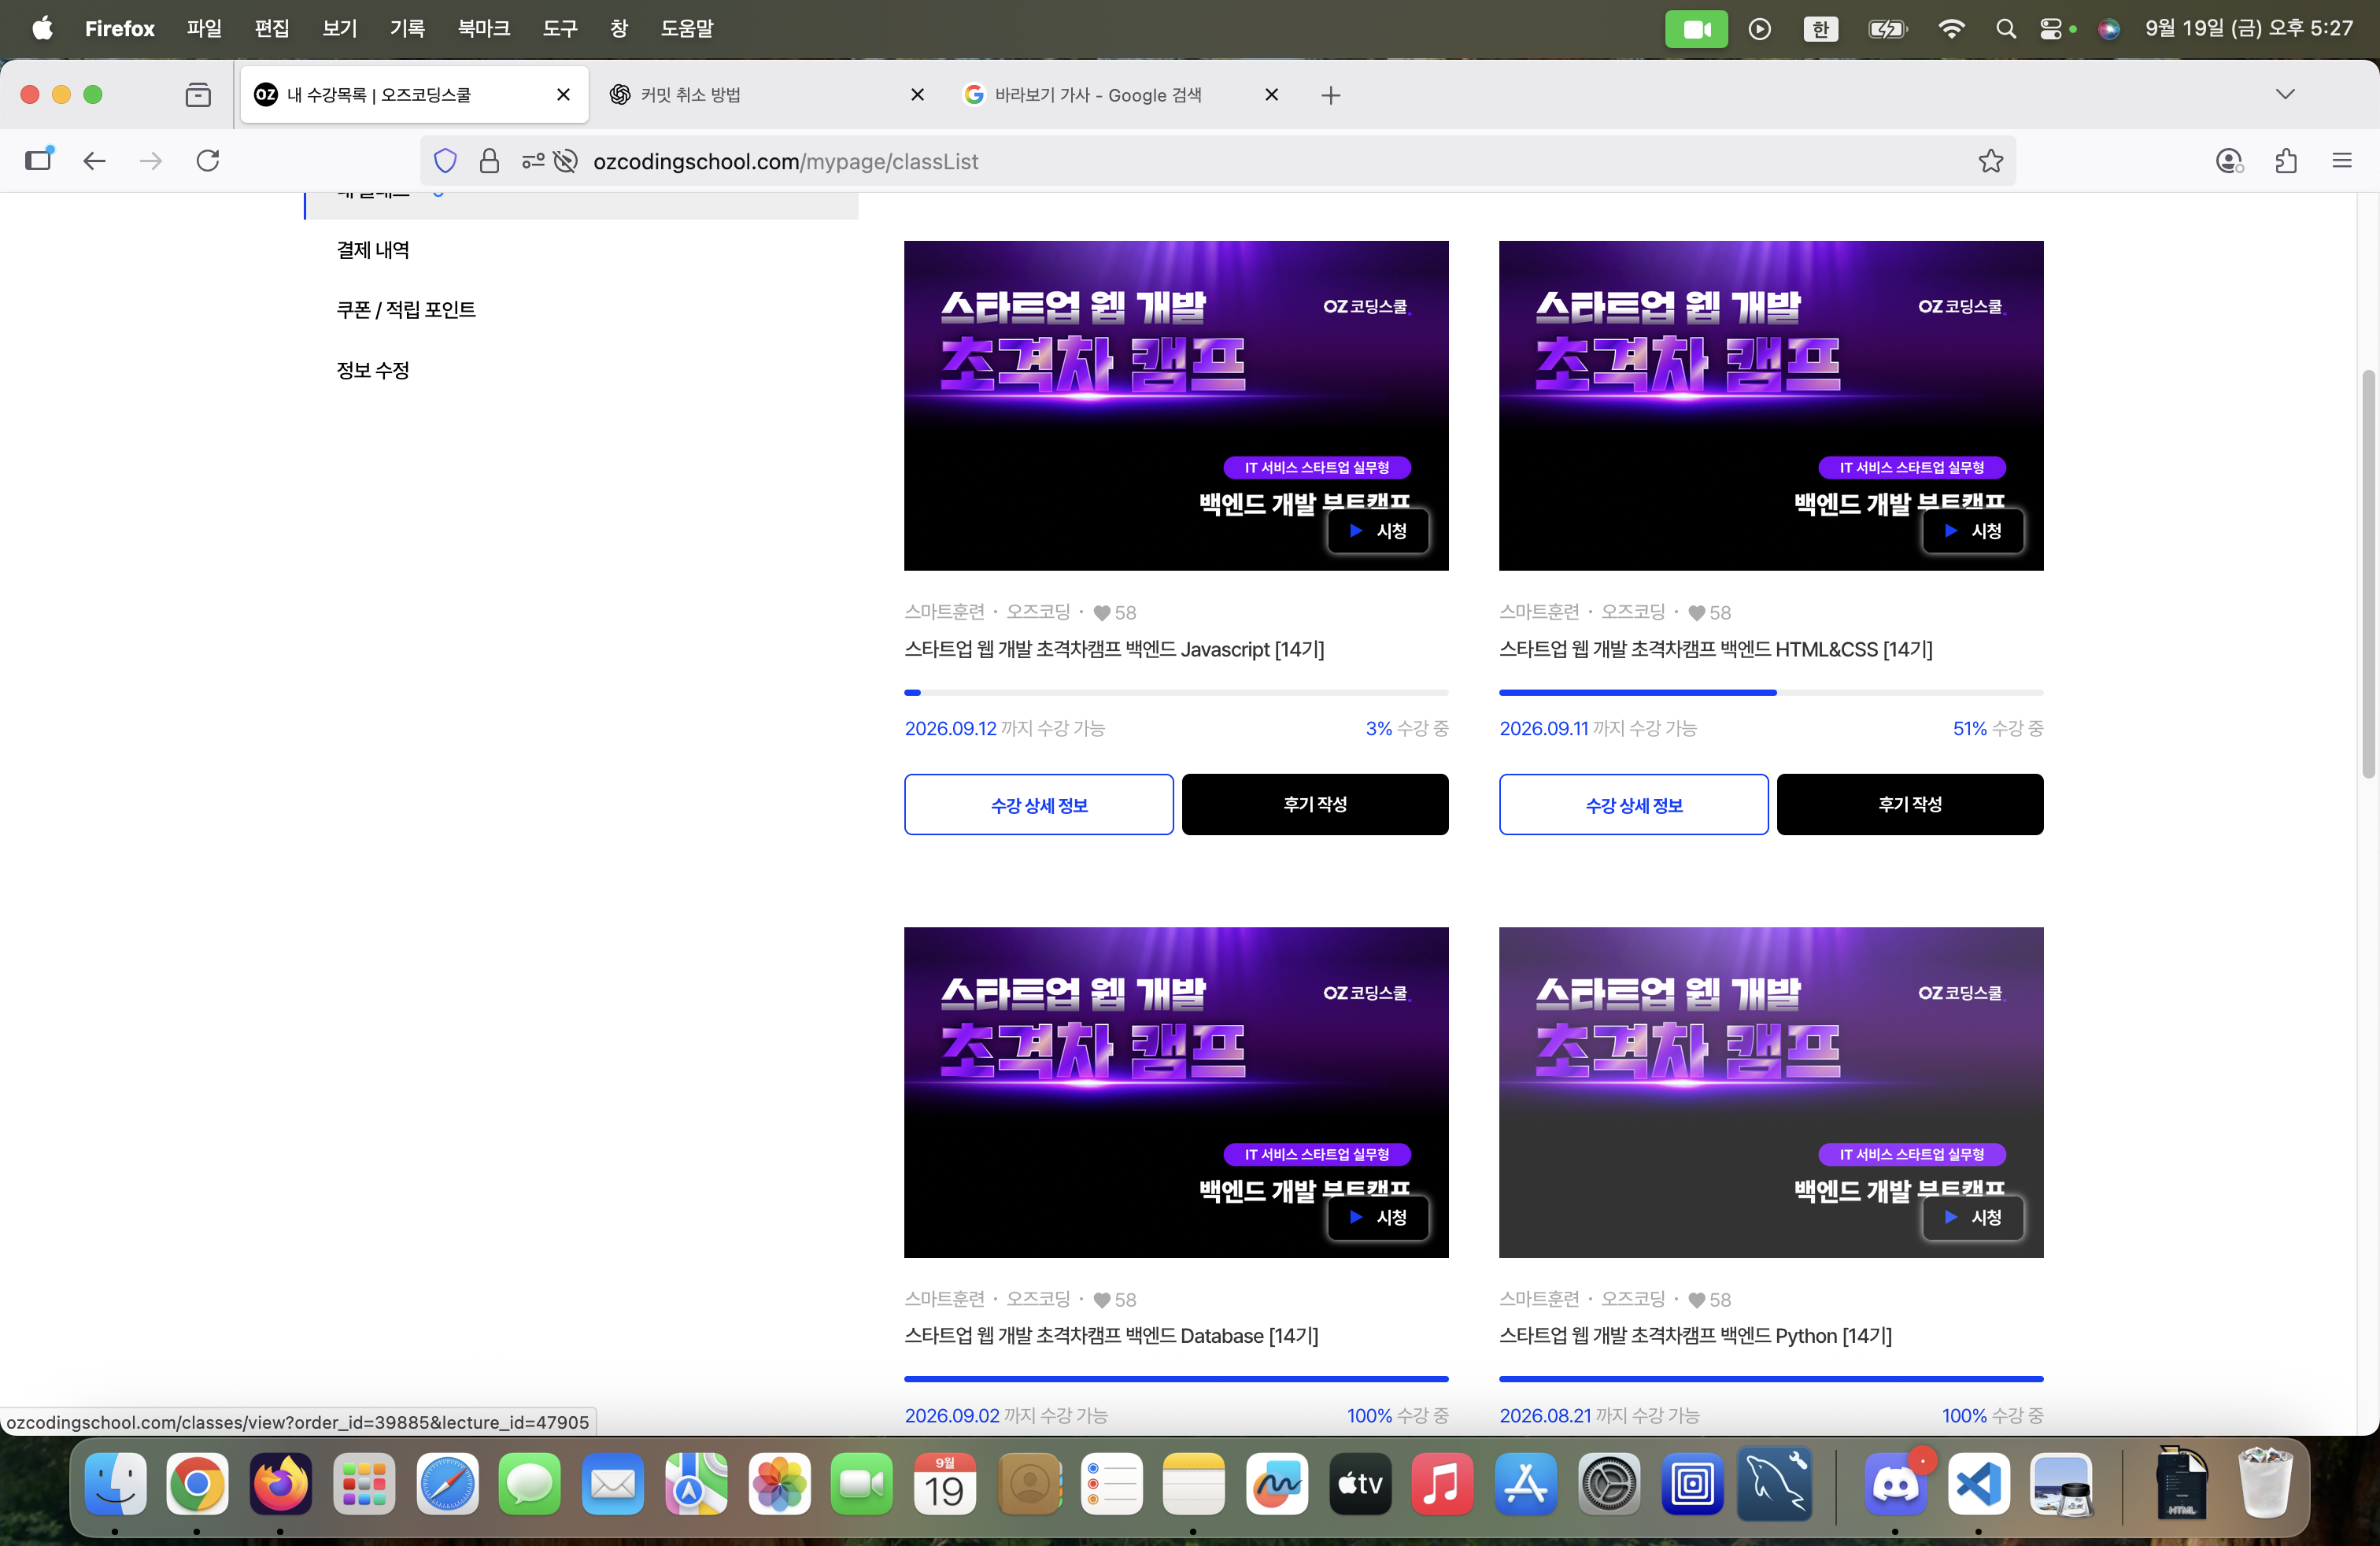 Firefox 파일 편집 보기 기록 북마크 도구 창 도움말 한 9월 19일 (금) 오후 5:27
OZ 내 수강목록 | 오즈코딩스쿨 커밋 취소 방법 바라보기 가사 - Google 검색
ozcodingschool.com/mypage/classList
결제 내역
쿠폰 / 적립 포인트
정보 수정
스타트업 웹 개발
OZ코딩스쿨.
초격차 캠프
IT 서비스 스타트업 실무형
백엔드 개발 부트캠프
시청
스마트훈련 · 오즈코딩 · 58
스타트업 웹 개발 초격차캠프 백엔드 Javascript [14기]
2026.09.12 까지 수강 가능 3% 수강 중
수강 상세 정보 후기 작성
스타트업 웹 개발
OZ코딩스쿨.
초격차 캠프
IT 서비스 스타트업 실무형
백엔드 개발 부트캠프
시청
스마트훈련 · 오즈코딩 · 58
스타트업 웹 개발 초격차캠프 백엔드 HTML&CSS [14기]
2026.09.11 까지 수강 가능 51% 수강 중
수강 상세 정보 후기 작성
스타트업 웹 개발
OZ코딩스쿨.
초격차 캠프
IT 서비스 스타트업 실무형
백엔드 개발 부트캠프
시청
스마트훈련 · 오즈코딩 · 58
스타트업 웹 개발 초격차캠프 백엔드 Database [14기]
2026.09.02 까지 수강 가능 100% 수강 중
스타트업 웹 개발
OZ코딩스쿨.
초격차 캠프
IT 서비스 스타트업 실무형
백엔드 개발 부트캠프
시청
스마트훈련 · 오즈코딩 · 58
스타트업 웹 개발 초격차캠프 백엔드 Python [14기]
2026.08.21 까지 수강 가능 100% 수강 중
ozcodingschool.com/classes/view?order_id=39885&lecture_id=47905
9월
19
tv
HTML